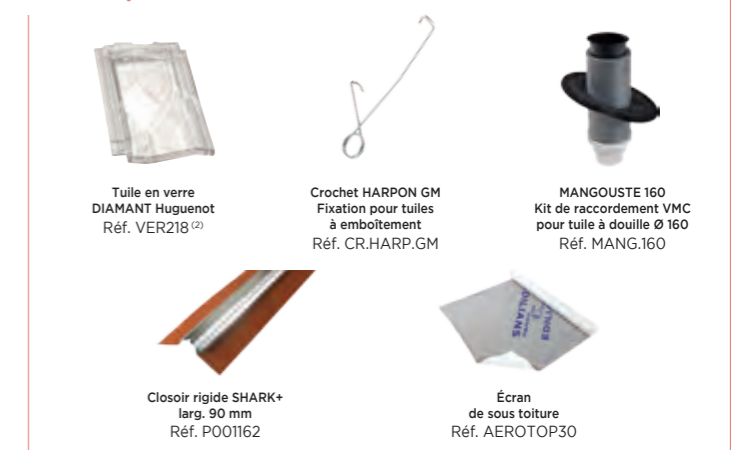 Tuile en verre
DIAMANT Huguenot
Réf. VER218 (2)
Crochet HARPON GM
Fixation pour tuiles
à emboîtement
Réf. CR.HARP.GM
MANGOUSTE 160
Kit de raccordement VMC
pour tuile à douille Ø 160
Réf. MANG.160
Closoir rigide SHARK+
larg. 90 mm
Réf. P001162
Écran
de sous toiture
Réf. AEROTOP30
EDILIANS